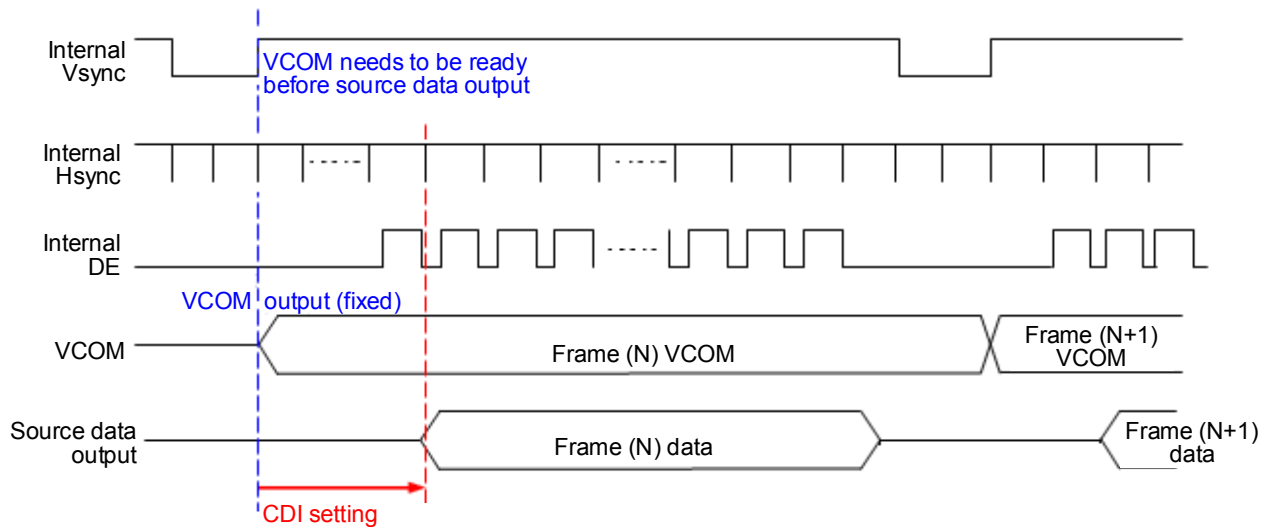 Internal
Vsync
VCOM needs to be ready
before source data output
Internal
Hsync
Internal
DE
VCOM output (fixed)
VCOM
Frame (N) VCOM
Frame (N+1)
VCOM
Source data
output
Frame (N) data
Frame (N+1)
data
CDI setting